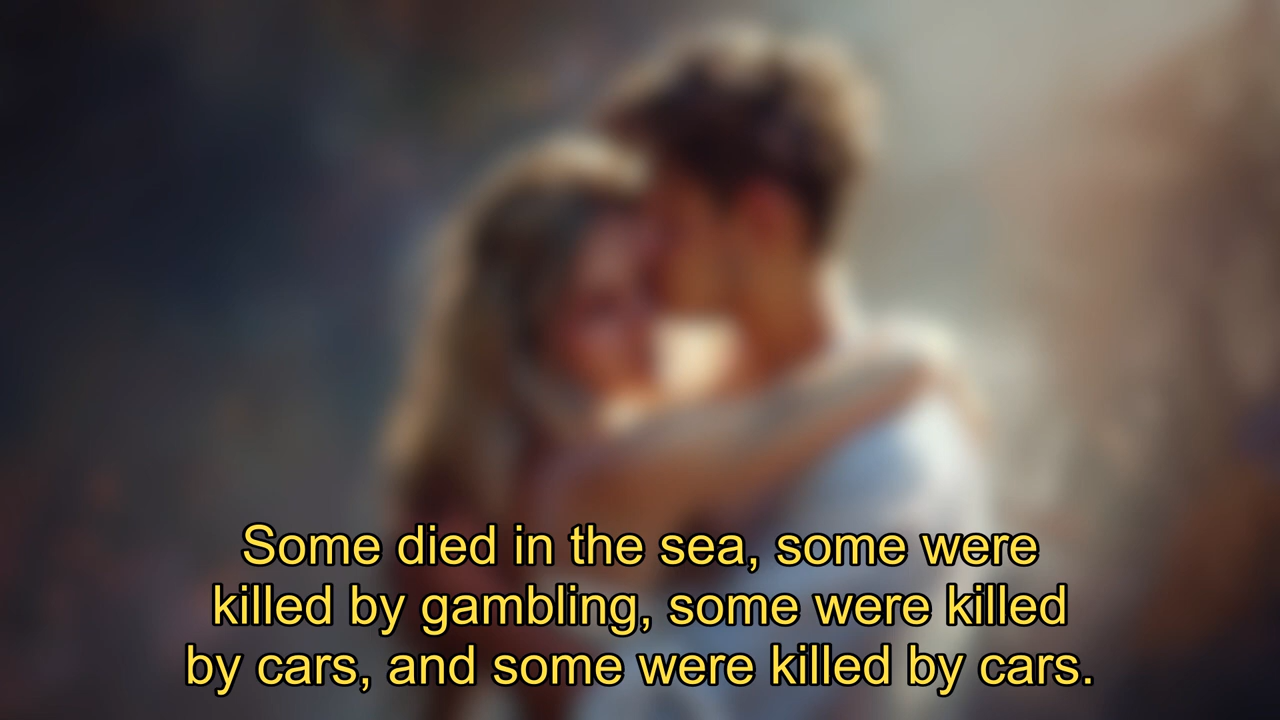 Some died in the sea, some were
killed by gambling, some were killed
by cars, and some were killed by cars.